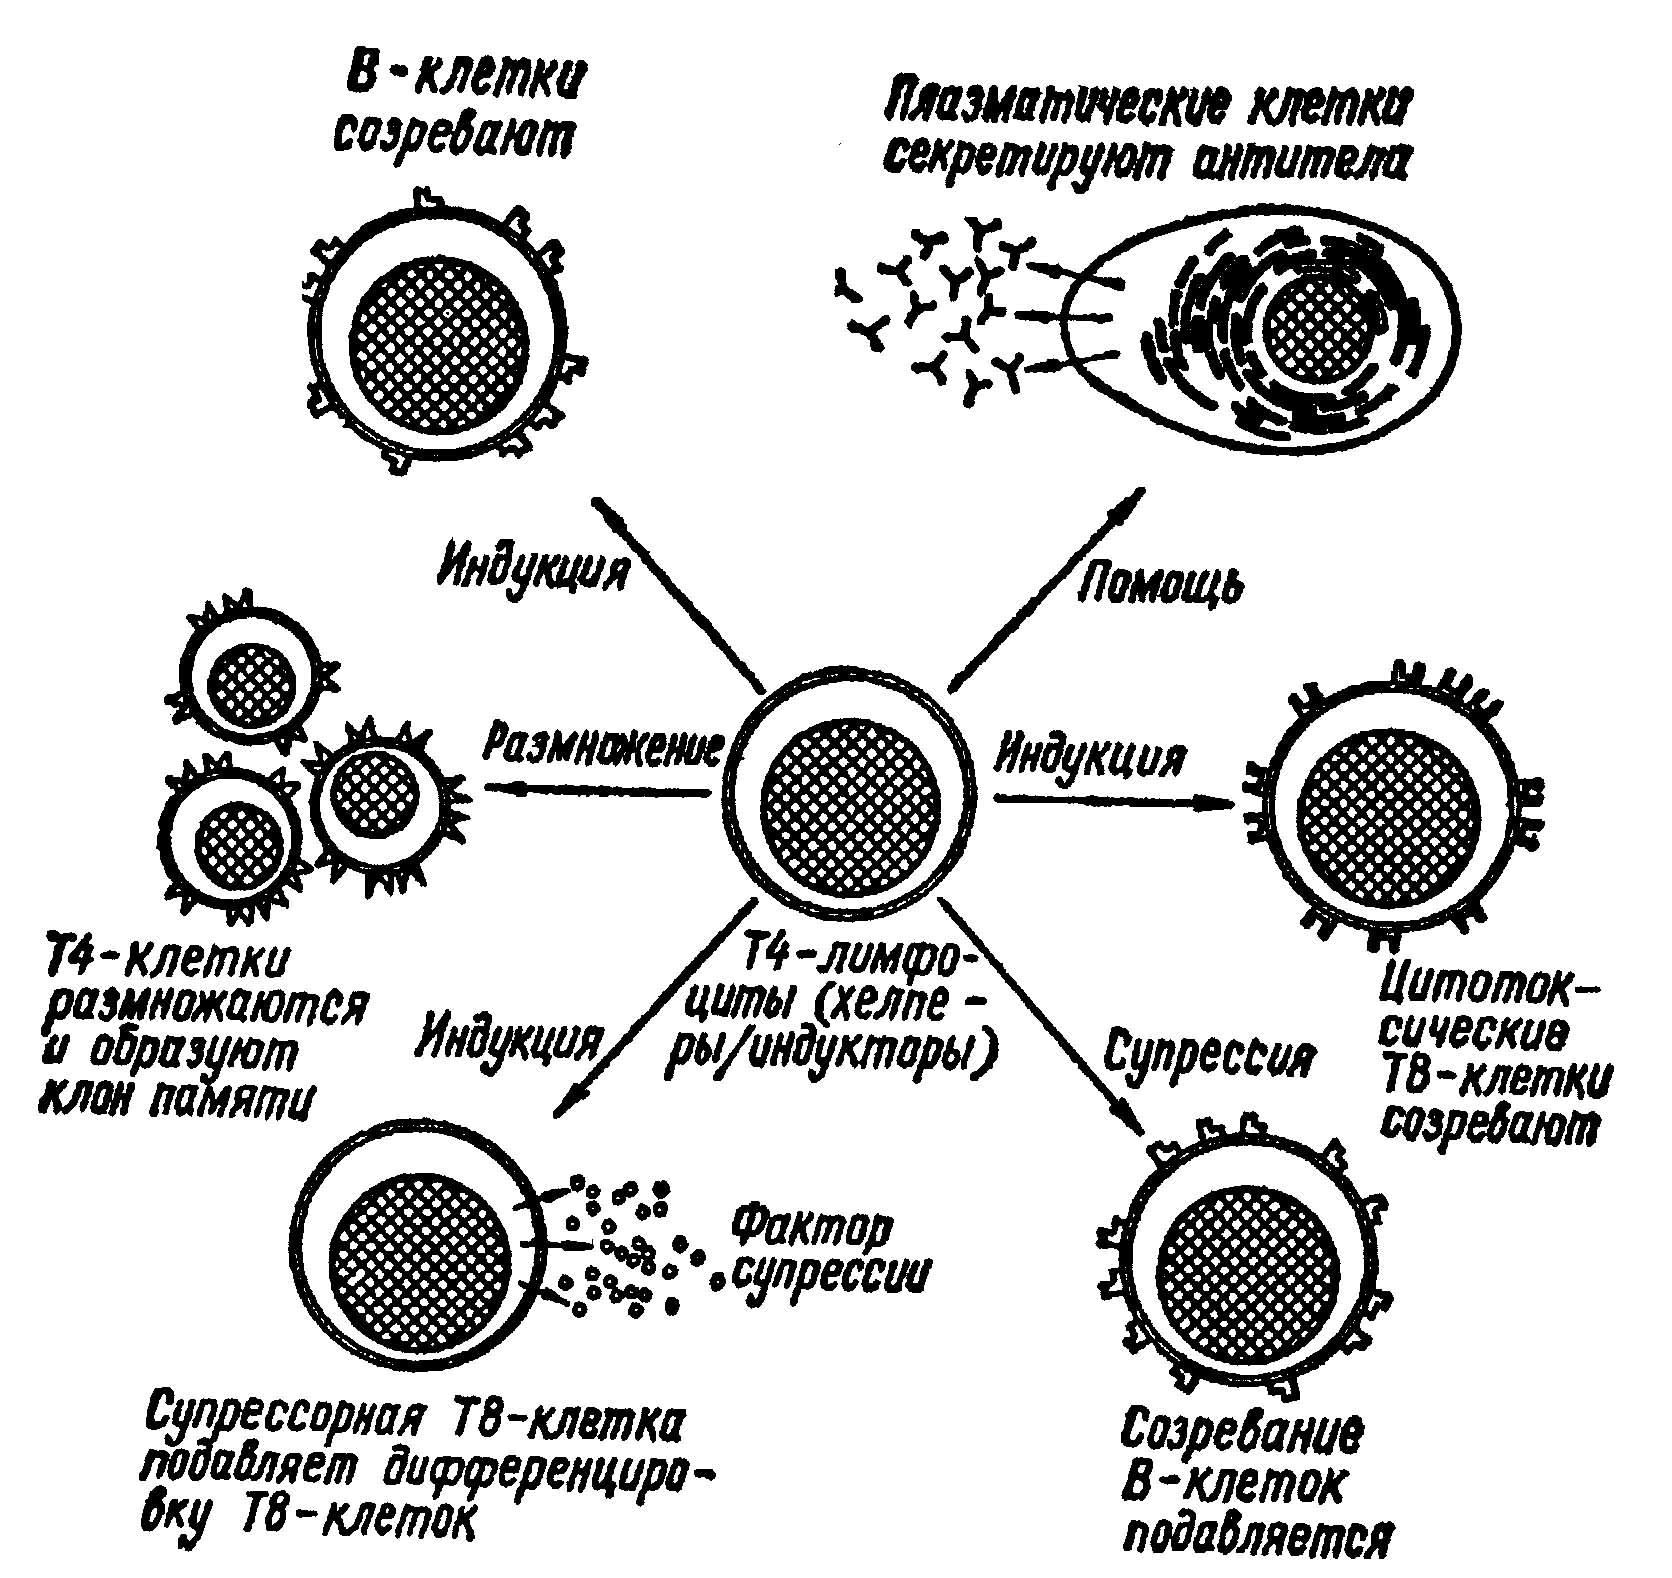 В-клетки
созревают
Плазматические клетки
секретируют антитела
Индукция
Помощь
Размножение
Индукция
Т4-клетки
размножаются
и образуют
клон памяти
Индукция
Т4-лимфо-
циты (хелпе-
ры/индукторы)
Супрессия
Цитоток-
сические
Т8-клетки
созревают
Фактор
супрессии
Супрессорная Т8-клетка
подавляет дифференциро-
вку Т8-клеток
Созревание
В-клеток
подавляется